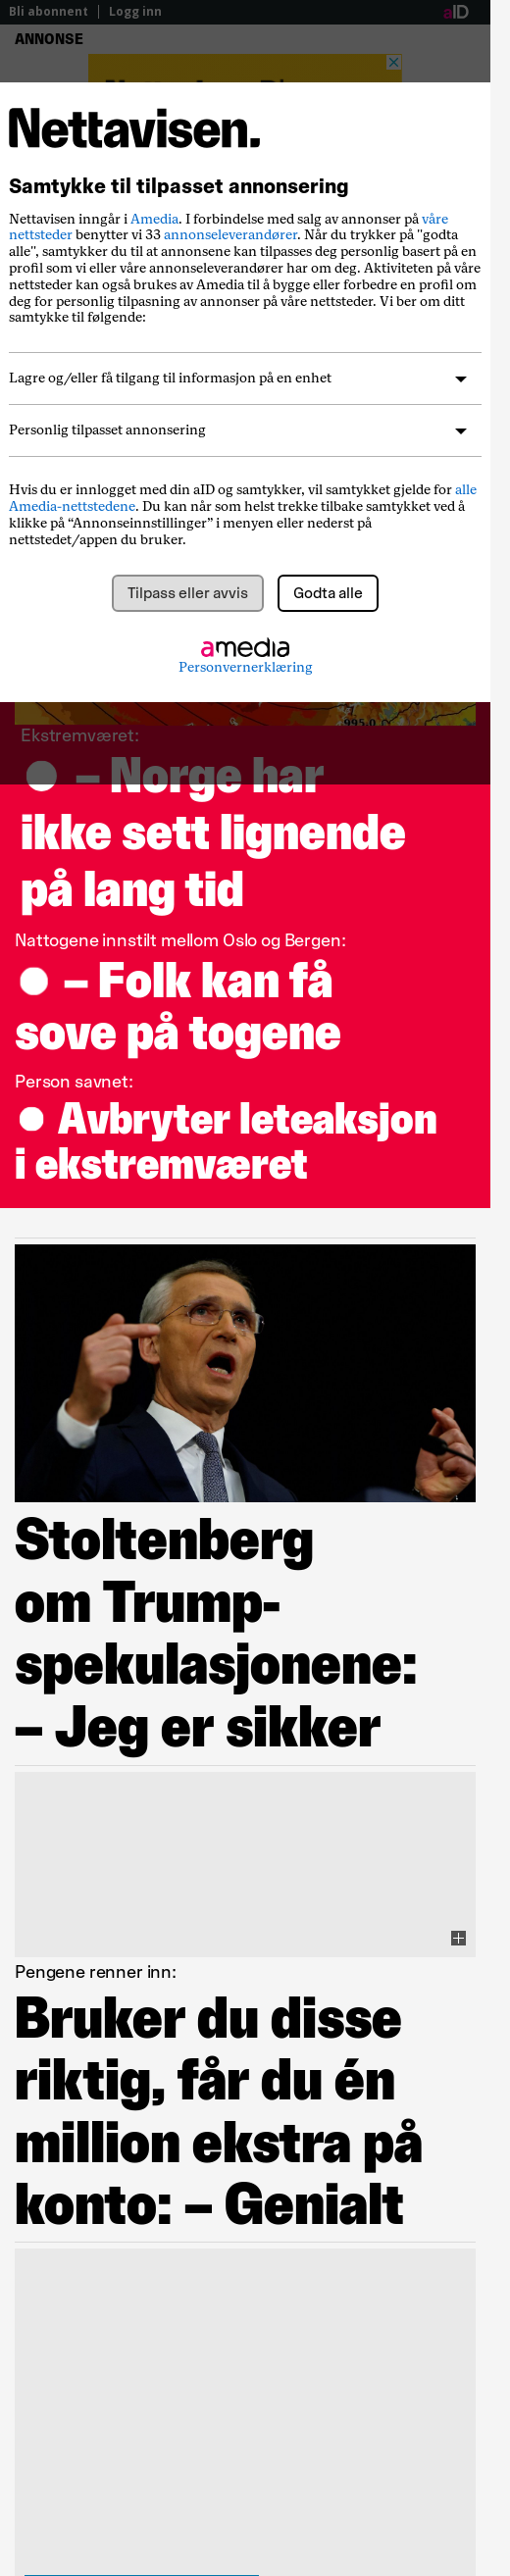 Bli abonnent | Logg inn
aID
ANNONSE
Nettavisen.
Samtykke til tilpasset annonsering
Nettavisen inngår i Amedia. I forbindelse med salg av annonser på våre
nettsteder benytter vi 33 annonseleverandører. Når du trykker på "godta
alle", samtykker du til at annonsene kan tilpasses deg personlig basert på en
profil som vi eller våre annonseleverandører har om deg. Aktiviteten på våre
nettsteder kan også brukes av Amedia til å bygge eller forbedre en profil om
deg for personlig tilpasning av annonser på våre nettsteder. Vi ber om ditt
samtykke til følgende:
Lagre og/eller få tilgang til informasjon på en enhet
Personlig tilpasset annonsering
Hvis du er innlogget med din aID og samtykker, vil samtykket gjelde for alle
Amedia-nettstedene. Du kan når som helst trekke tilbake samtykket ved å
klikke på “Annonseinnstillinger” i menyen eller nederst på
nettstedet/appen du bruker.
Tilpass eller avvis
Godta alle
amedia
Personvernerklæring
995,0
Ekstremværet:
– Norge har
ikke sett lignende
på lang tid
Nattogene innstilt mellom Oslo og Bergen:
– Folk kan få
sove på togene
Person savnet:
Avbryter leteaksjon
i ekstremværet
Stoltenberg
om Trump-
spekulasjonene:
– Jeg er sikker
Pengene renner inn:
Bruker du disse
riktig, får du én
million ekstra på
konto: – Genialt